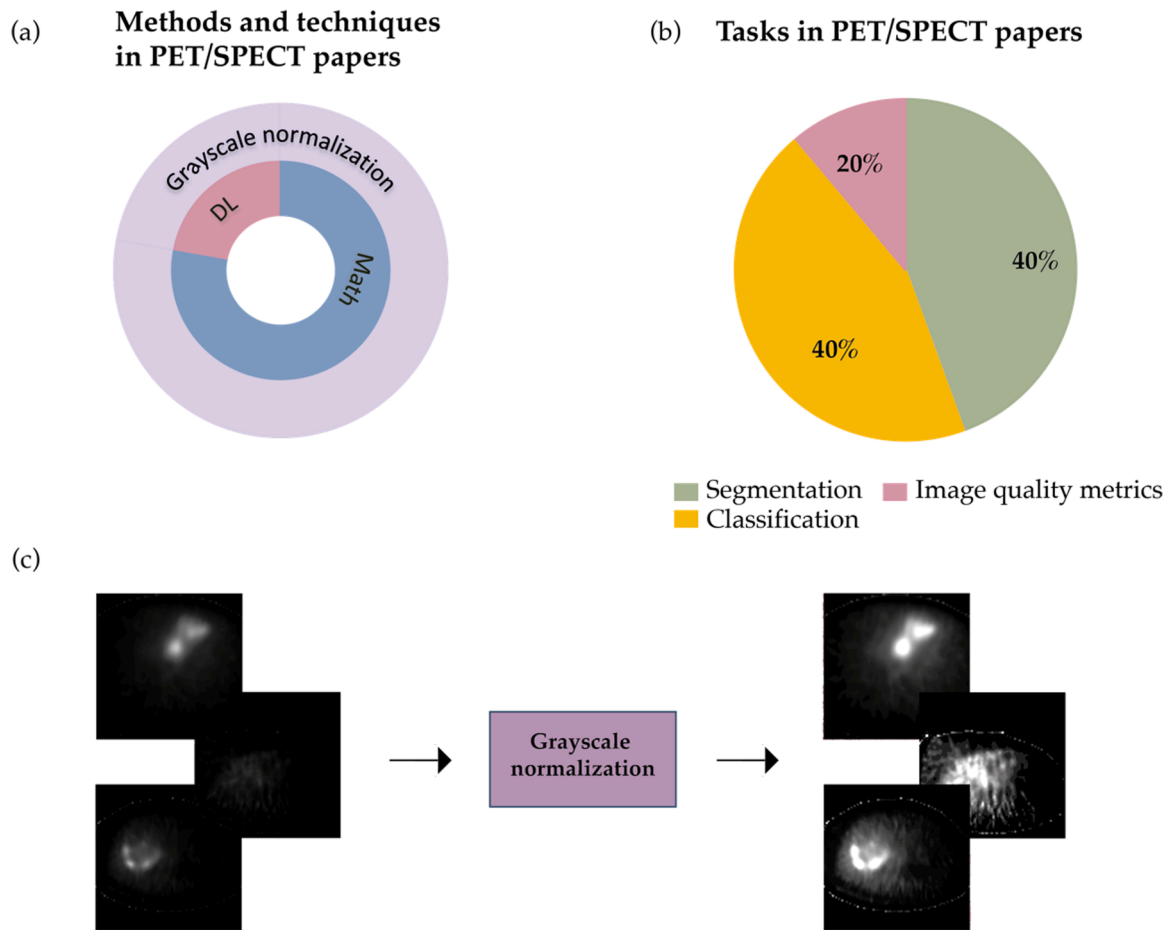 (a)
Methods and techniques
in PET/SPECT papers
Grayscale normalization
DL
Math
(b)
Tasks in PET/SPECT papers
20%
40%
40%
Segmentation
Image quality metrics
Classification
(c)
Grayscale
normalization